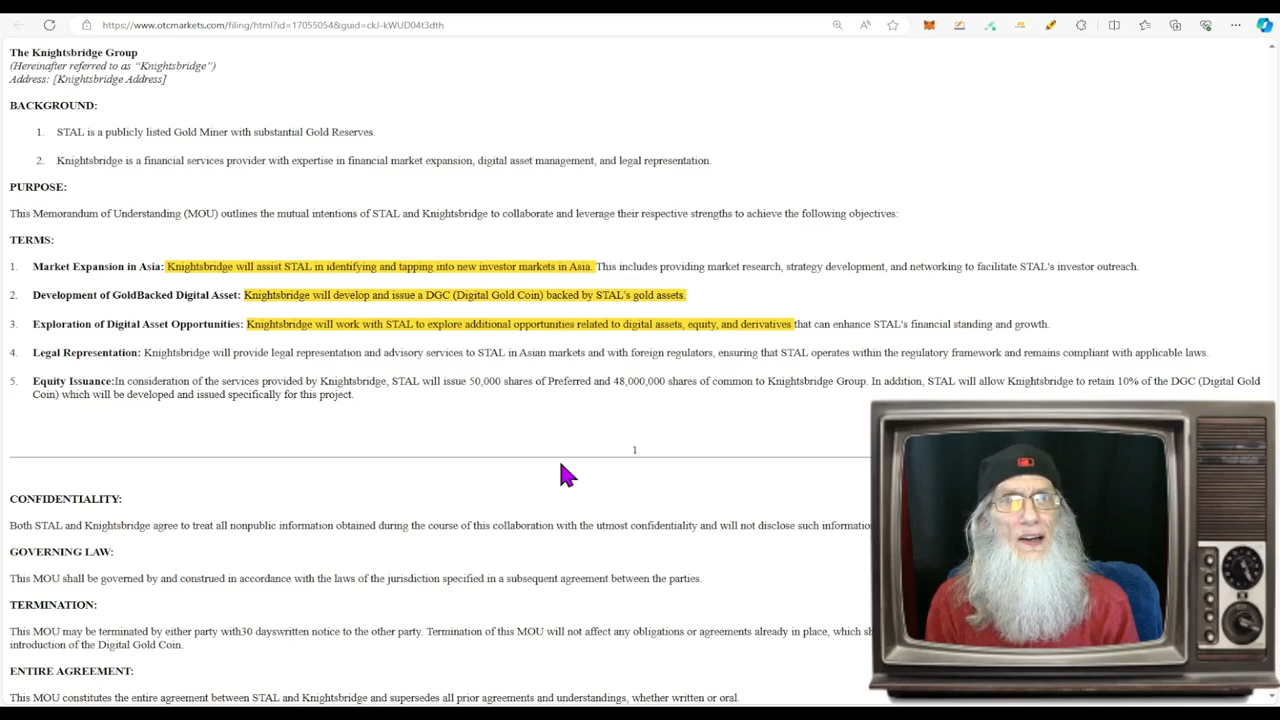 https://www.otcmarkets.com/filing/html?id=17055054&guid=ckJ-kWUD04t3dth
The Knightsbridge Group
(Hereinafter referred to as “Knightsbridge”)
Address: [Knightsbridge Address]
BACKGROUND:
1. STAL is a publicly listed Gold Miner with substantial Gold Reserves.
2. Knightsbridge is a financial services provider with expertise in financial market expansion, digital asset management, and legal representation.
PURPOSE:
This Memorandum of Understanding (MOU) outlines the mutual intentions of STAL and Knightsbridge to collaborate and leverage their respective strengths to achieve the following objectives:
TERMS:
1. Market Expansion in Asia: Knightsbridge will assist STAL in identifying and tapping into new investor markets in Asia. This includes providing market research, strategy development, and networking to facilitate STAL's investor outreach.
2. Development of GoldBacked Digital Asset: Knightsbridge will develop and issue a DGC (Digital Gold Coin) backed by STAL's gold assets.
3. Exploration of Digital Asset Opportunities: Knightsbridge will work with STAL to explore additional opportunities related to digital assets, equity, and derivatives that can enhance STAL's financial standing and growth.
4. Legal Representation: Knightsbridge will provide legal representation and advisory services to STAL in Asian markets and with foreign regulators, ensuring that STAL operates within the regulatory framework and remains compliant with applicable laws.
5. Equity Issuance:In consideration of the services provided by Knightsbridge, STAL will issue 50,000 shares of Preferred and 48,000,000 shares of common to Knightsbridge Group. In addition, STAL will allow Knightsbridge to retain 10% of the DGC (Digital Gold
Coin) which will be developed and issued specifically for this project.
1
CONFIDENTIALITY:
Both STAL and Knightsbridge agree to treat all nonpublic information obtained during the course of this collaboration with the utmost confidentiality and will not disclose such informatio
GOVERNING LAW:
This MOU shall be governed by and construed in accordance with the laws of the jurisdiction specified in a subsequent agreement between the parties.
TERMINATION:
This MOU may be terminated by either party with30 dayswritten notice to the other party. Termination of this MOU will not affect any obligations or agreements already in place, which sh
introduction of the Digital Gold Coin.
ENTIRE AGREEMENT:
This MOU constitutes the entire agreement between STAL and Knightsbridge and supersedes all prior agreements and understandings, whether written or oral.